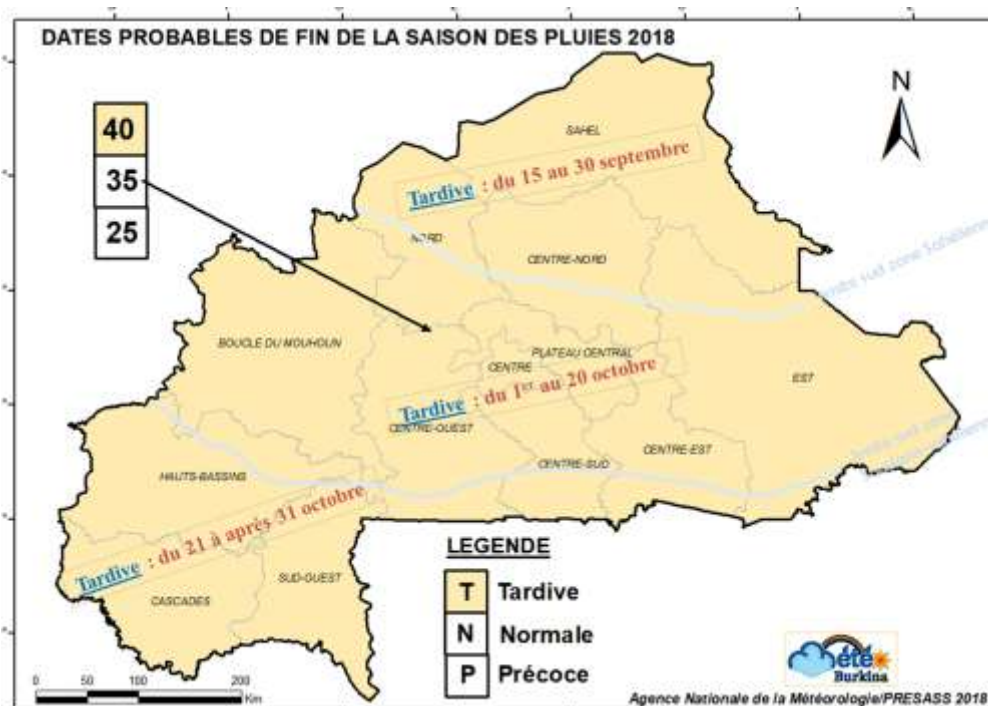 DATES PROBABLES DE FIN DE LA SAISON DES PLUIES 2018
N
40
35
25
SAHEL
Tardive : du 15 au 30 septembre
NORD
CENTRE-NORD
BOUCLE DU MOUHOUN
PLATEAU CENTRAL
CENTRE
EST
Tardive : du 1er au 20 octobre
CENTRE-OUEST
CENTRE-EST
CENTRE-SUD
HAUTS-BASSINS
Tardive : du 21 à après 31 octobre
SUD-OUEST
CASCADES
LEGENDE
T Tardive
N Normale
P Précoce
0 50 100 200
Km
été
Burkina
Agence Nationale de la Météorologie/PRESASS 2018